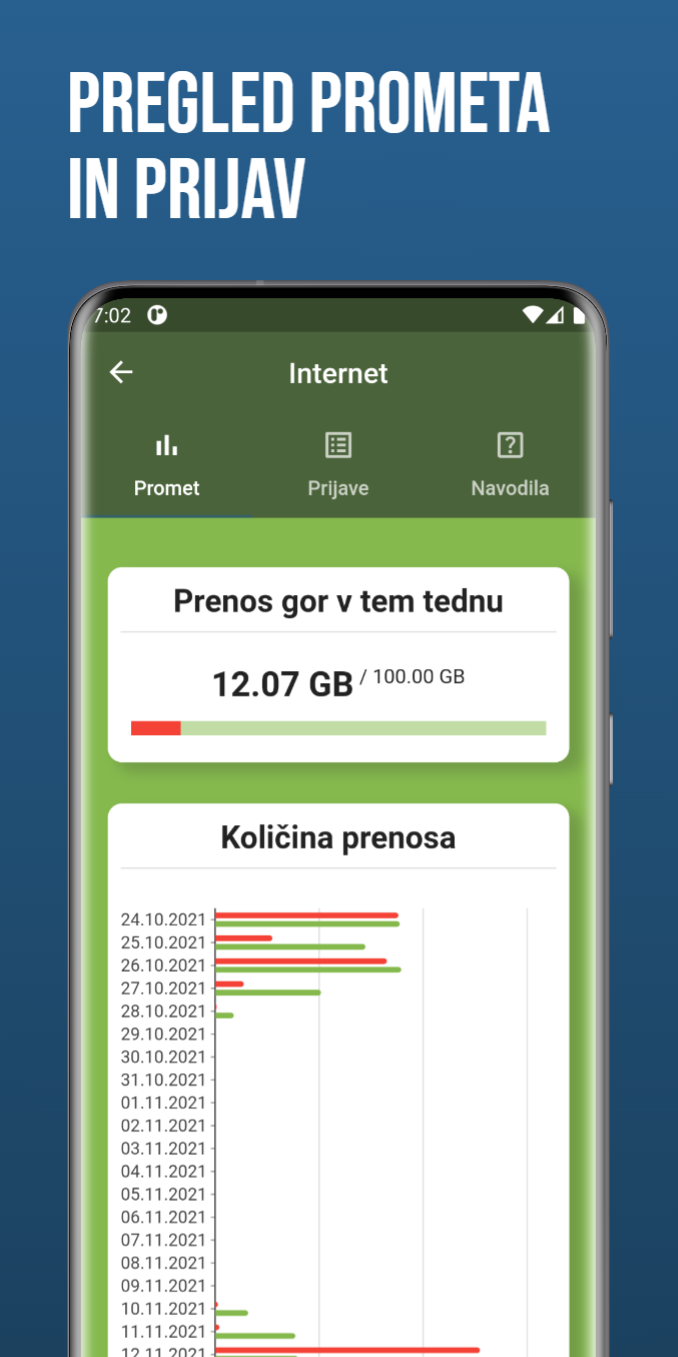 PREGLED PROMETA
IN PRIJAV
7:02
Internet
Promet
Prijave
Navodila
Prenos gor v tem tednu
12.07 GB / 100.00 GB
Količina prenosa
24.10.2021
25.10.2021
26.10.2021
27.10.2021
28.10.2021
29.10.2021
30.10.2021
31.10.2021
01.11.2021
02.11.2021
03.11.2021
04.11.2021
05.11.2021
06.11.2021
07.11.2021
08.11.2021
09.11.2021
10.11.2021
11.11.2021
12.11.2021